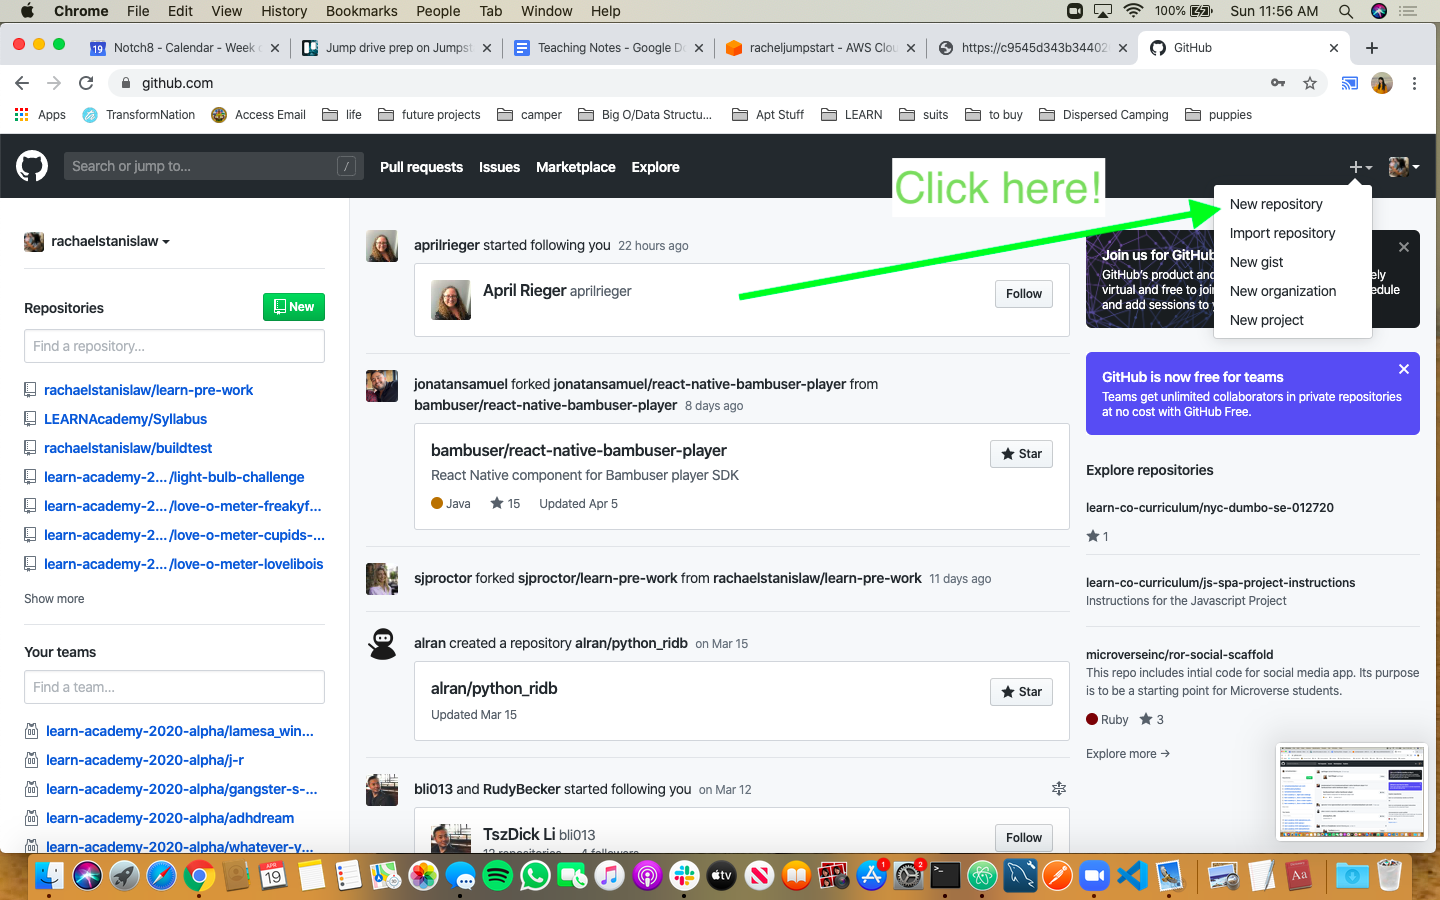 Chrome File Edit View History Bookmarks People Tab Window Help 100% Sun 11:56 AM
19 Notch8 - Calendar - Week Jump drive prep on Jumpst Teaching Notes - Google D racheljumpstart - AWS Clou https://c9545d343b34402 GitHub
github.com
Apps TransformNation Access Email life future projects camper Big O/Data Structu... Apt Stuff LEARN suits to buy Dispersed Camping puppies
Search or jump to... / Pull requests Issues Marketplace Explore
Click here!
New repository
Import repository
New gist
New organization
New project
rachaelstanislaw
Repositories New
Find a repository...
rachaelstanislaw/learn-pre-work
LEARNAcademy/Syllabus
rachaelstanislaw/buildtest
learn-academy-2... /light-bulb-challenge
learn-academy-2... /love-o-meter-freakyf...
learn-academy-2... /love-o-meter-cupids-...
learn-academy-2... /love-o-meter-lovelibois
Show more
Your teams
Find a team...
learn-academy-2020-alpha/lamesa_win...
learn-academy-2020-alpha/j-r
learn-academy-2020-alpha/gangster-s-...
learn-academy-2020-alpha/adhdream
learn-academy-2020-alpha/whatever-y...
aprilrieger started following you 22 hours ago
April Rieger aprilrieger Follow
jonatansamuel forked jonatansamuel/react-native-bambuser-player from
bambuser/react-native-bambuser-player 8 days ago
bambuser/react-native-bambuser-player Star
React Native component for Bambuser player SDK
Java 15 Updated Apr 5
sjproctor forked sjproctor/learn-pre-work from rachaelstanislaw/learn-pre-work 11 days ago
alran created a repository alran/python_ridb on Mar 15
alran/python_ridb Star
Updated Mar 15
bli013 and RudyBecker started following you on Mar 12
TszDick Li bli013 Follow
12 repositories 4 followers
Join us for GitHub
GitHub's product and ely
virtual and free to join edule
and add sessions to y
GitHub is now free for teams
Teams get unlimited collaborators in private repositories
at no cost with GitHub Free.
Explore repositories
learn-co-curriculum/nyc-dumbo-se-012720
1
learn-co-curriculum/js-spa-project-instructions
Instructions for the Javascript Project
microverseinc/ror-social-scaffold
This repo includes intial code for social media app. Its purpose
is to be a starting point for Microverse students.
Ruby 3
Explore more →
APR
19
tv
1
2
Aa